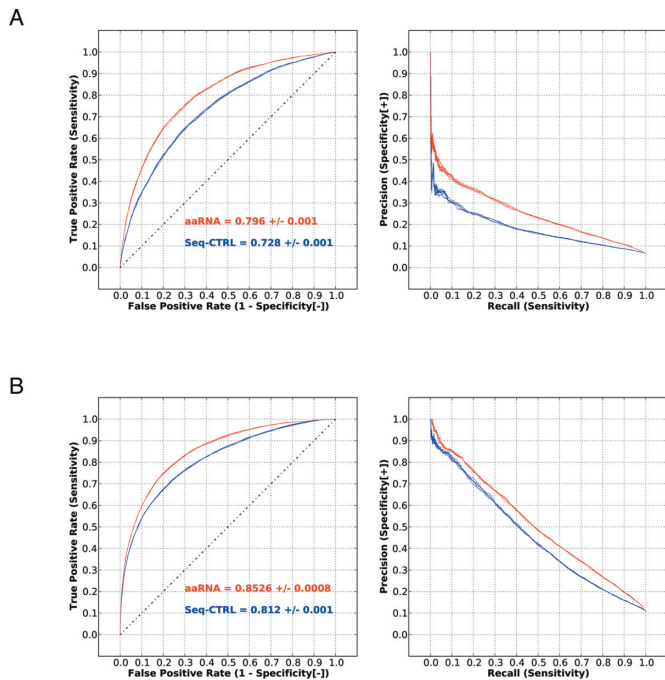 A
True Positive Rate (Sensitivity)
1.0
0.9
0.8
0.7
0.6
0.5
0.4
0.3
0.2
0.1
0.0
aaRNA = 0.796 +/- 0.001
Seq-CTRL = 0.728 +/- 0.001
0.0 0.1 0.2 0.3 0.4 0.5 0.6 0.7 0.8 0.9 1.0
False Positive Rate (1 - Specificity[-])
Precision (Specificity[+])
1.0
0.9
0.8
0.7
0.6
0.5
0.4
0.3
0.2
0.1
0.0
0.0 0.1 0.2 0.3 0.4 0.5 0.6 0.7 0.8 0.9 1.0
Recall (Sensitivity)
B
True Positive Rate (Sensitivity)
1.0
0.9
0.8
0.7
0.6
0.5
0.4
0.3
0.2
0.1
0.0
aaRNA = 0.8526 +/- 0.0008
Seq-CTRL = 0.812 +/- 0.001
0.0 0.1 0.2 0.3 0.4 0.5 0.6 0.7 0.8 0.9 1.0
False Positive Rate (1 - Specificity[-])
Precision (Specificity[+])
1.0
0.9
0.8
0.7
0.6
0.5
0.4
0.3
0.2
0.1
0.0
0.0 0.1 0.2 0.3 0.4 0.5 0.6 0.7 0.8 0.9 1.0
Recall (Sensitivity)